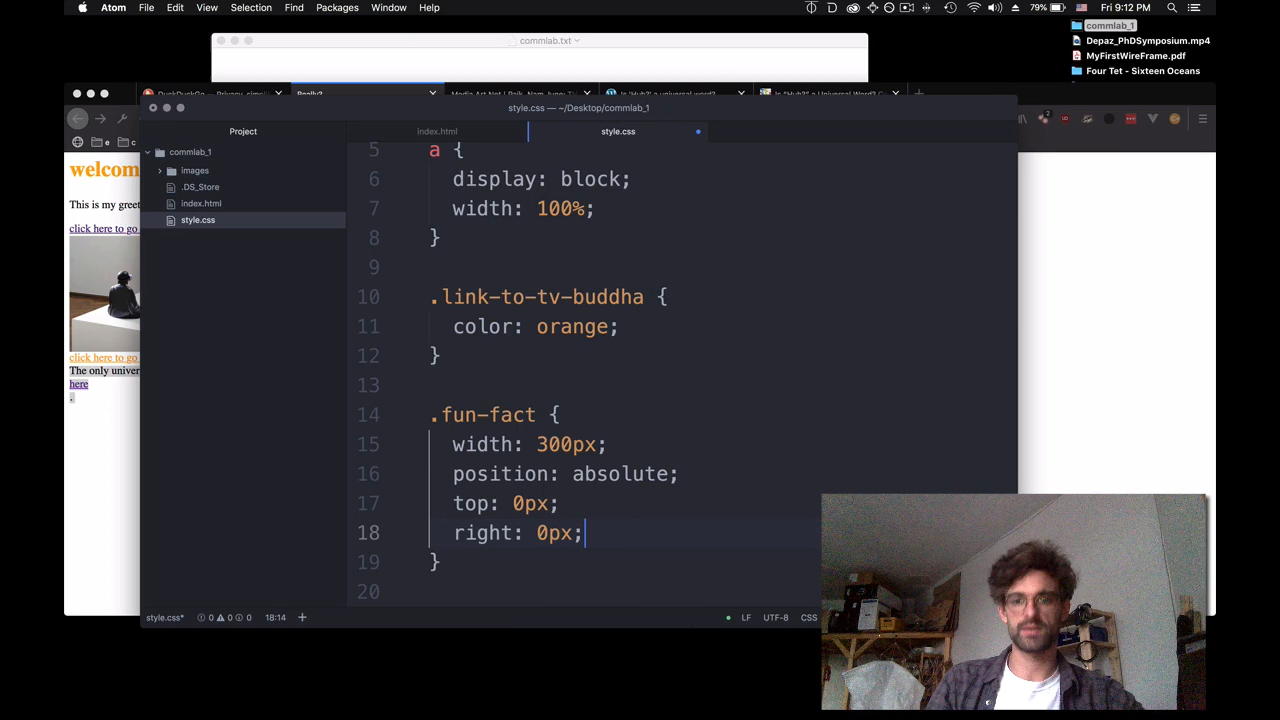 Atom File Edit View Selection Find Packages Window Help 79% Fri 9:12 PM
commlab_1
Depaz_PhDSymposium.mp4
MyFirstWireFrame.pdf
Four Tet - Sixteen Oceans
commlab.txt
style.css — ~/Desktop/commlab_1
Project
index.html
style.css
commlab_1
images
.DS_Store
index.html
style.css
5 a {
6 display: block;
7 width: 100%;
8 }
9
10 .link-to-tv-buddha {
11 color: orange;
12 }
13
14 .fun-fact {
15 width: 300px;
16 position: absolute;
17 top: 0px;
18 right: 0px;
19 }
20
style.css* 0 0 0 18:14 LF UTF-8 CSS
welcom
This is my greet
click here to go
click here to go
The only univer
here
.